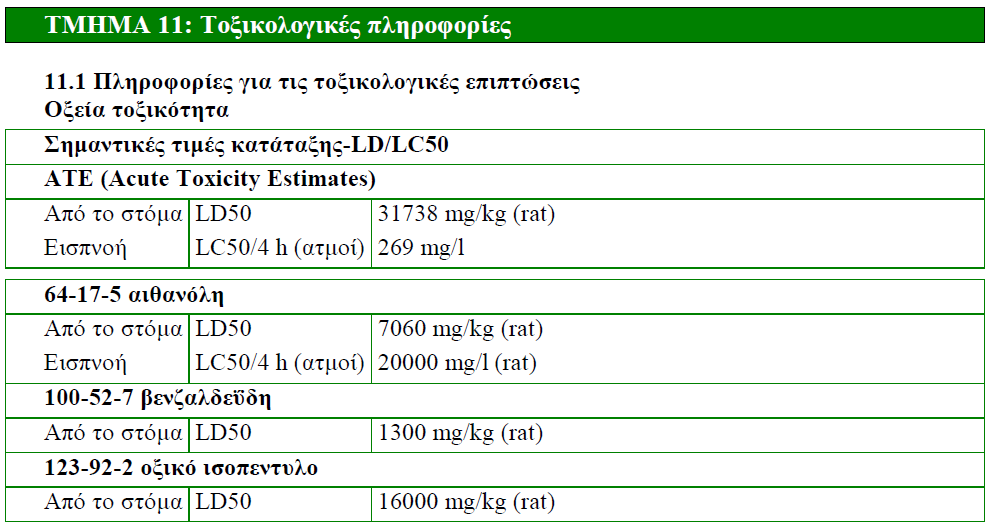 ΤΜΗΜΑ 11: Τοξικολογικές πληροφορίες
11.1 Πληροφορίες για τις τοξικολογικές επιπτώσεις
Οξεία τοξικότητα
Σημαντικές τιμές κατάταξης-LD/LC50
ATE (Acute Toxicity Estimates)
Από το στόμα LD50 31738 mg/kg (rat)
Εισπνοή LC50/4 h (ατμοί) 269 mg/l
64-17-5 αιθανόλη
Από το στόμα LD50 7060 mg/kg (rat)
Εισπνοή LC50/4 h (ατμοί) 20000 mg/l (rat)
100-52-7 βενζαλδεΰδη
Από το στόμα LD50 1300 mg/kg (rat)
123-92-2 οξικό ισοπεντυλο
Από το στόμα LD50 16000 mg/kg (rat)